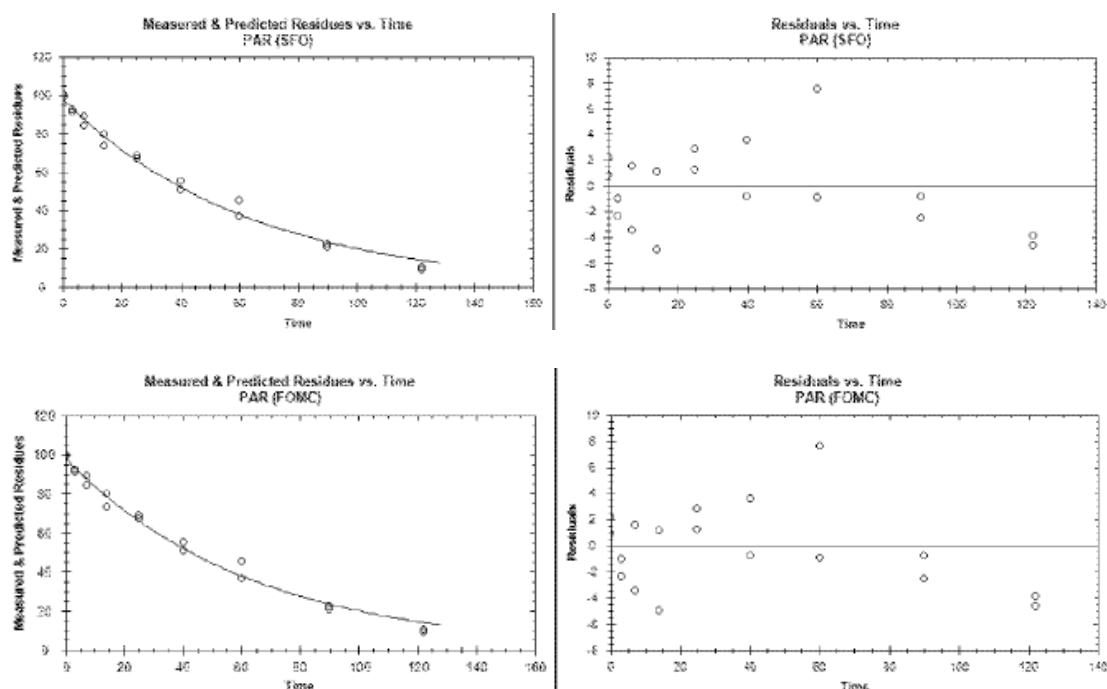 Measured & Predicted Residues vs. Time
PAR (SFO)
Measured & Predicted Residues
120
100
80
60
40
20
0
0 20 40 60 80 100 120 140 160
Time
Residuals vs. Time
PAR (SFO)
Residuals
10
8
6
4
2
0
-2
-4
-6
-8
0 20 40 60 80 100 120 140
Time
Measured & Predicted Residues vs. Time
PAR (FOMC)
Measured & Predicted Residues
120
100
80
60
40
20
0
0 20 40 60 80 100 120 140 160
Time
Residuals vs. Time
PAR (FOMC)
Residuals
10
8
6
4
2
0
-2
-4
-6
-8
0 20 40 60 80 100 120 140
Time